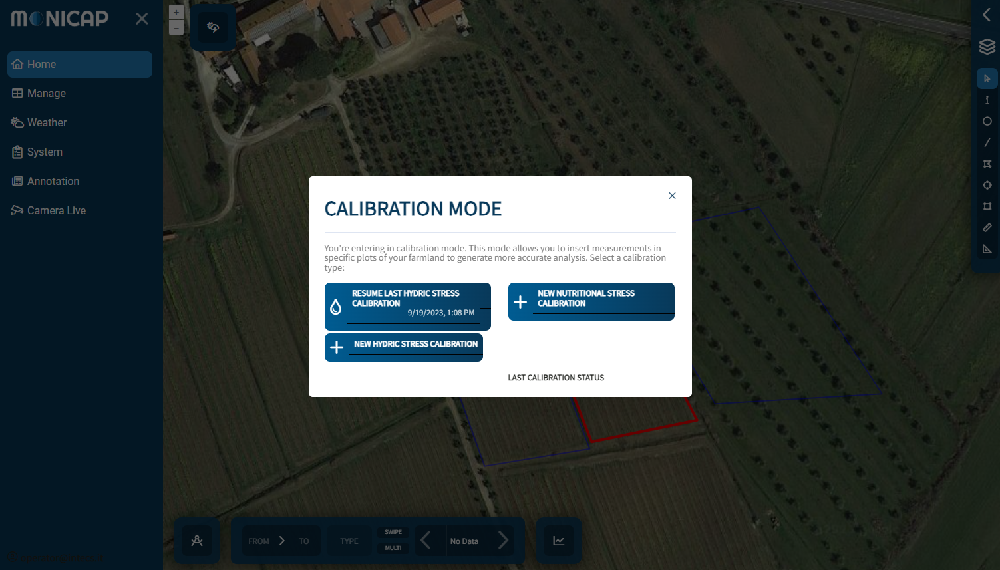 MONICAP
Home
Manage
Weather
System
Annotation
Camera Live
+
−
CALIBRATION MODE
You're entering in calibration mode. This mode allows you to insert measurements in
specific plots of your farmland to generate more accurate analysis. Select a calibration
type:
RESUME LAST HYDRIC STRESS
CALIBRATION
9/19/2023, 1:08 PM
NEW HYDRIC STRESS CALIBRATION
NEW NUTRITIONAL STRESS
CALIBRATION
LAST CALIBRATION STATUS
FROM
TO
TYPE
SWIPE
MULTI
No Data